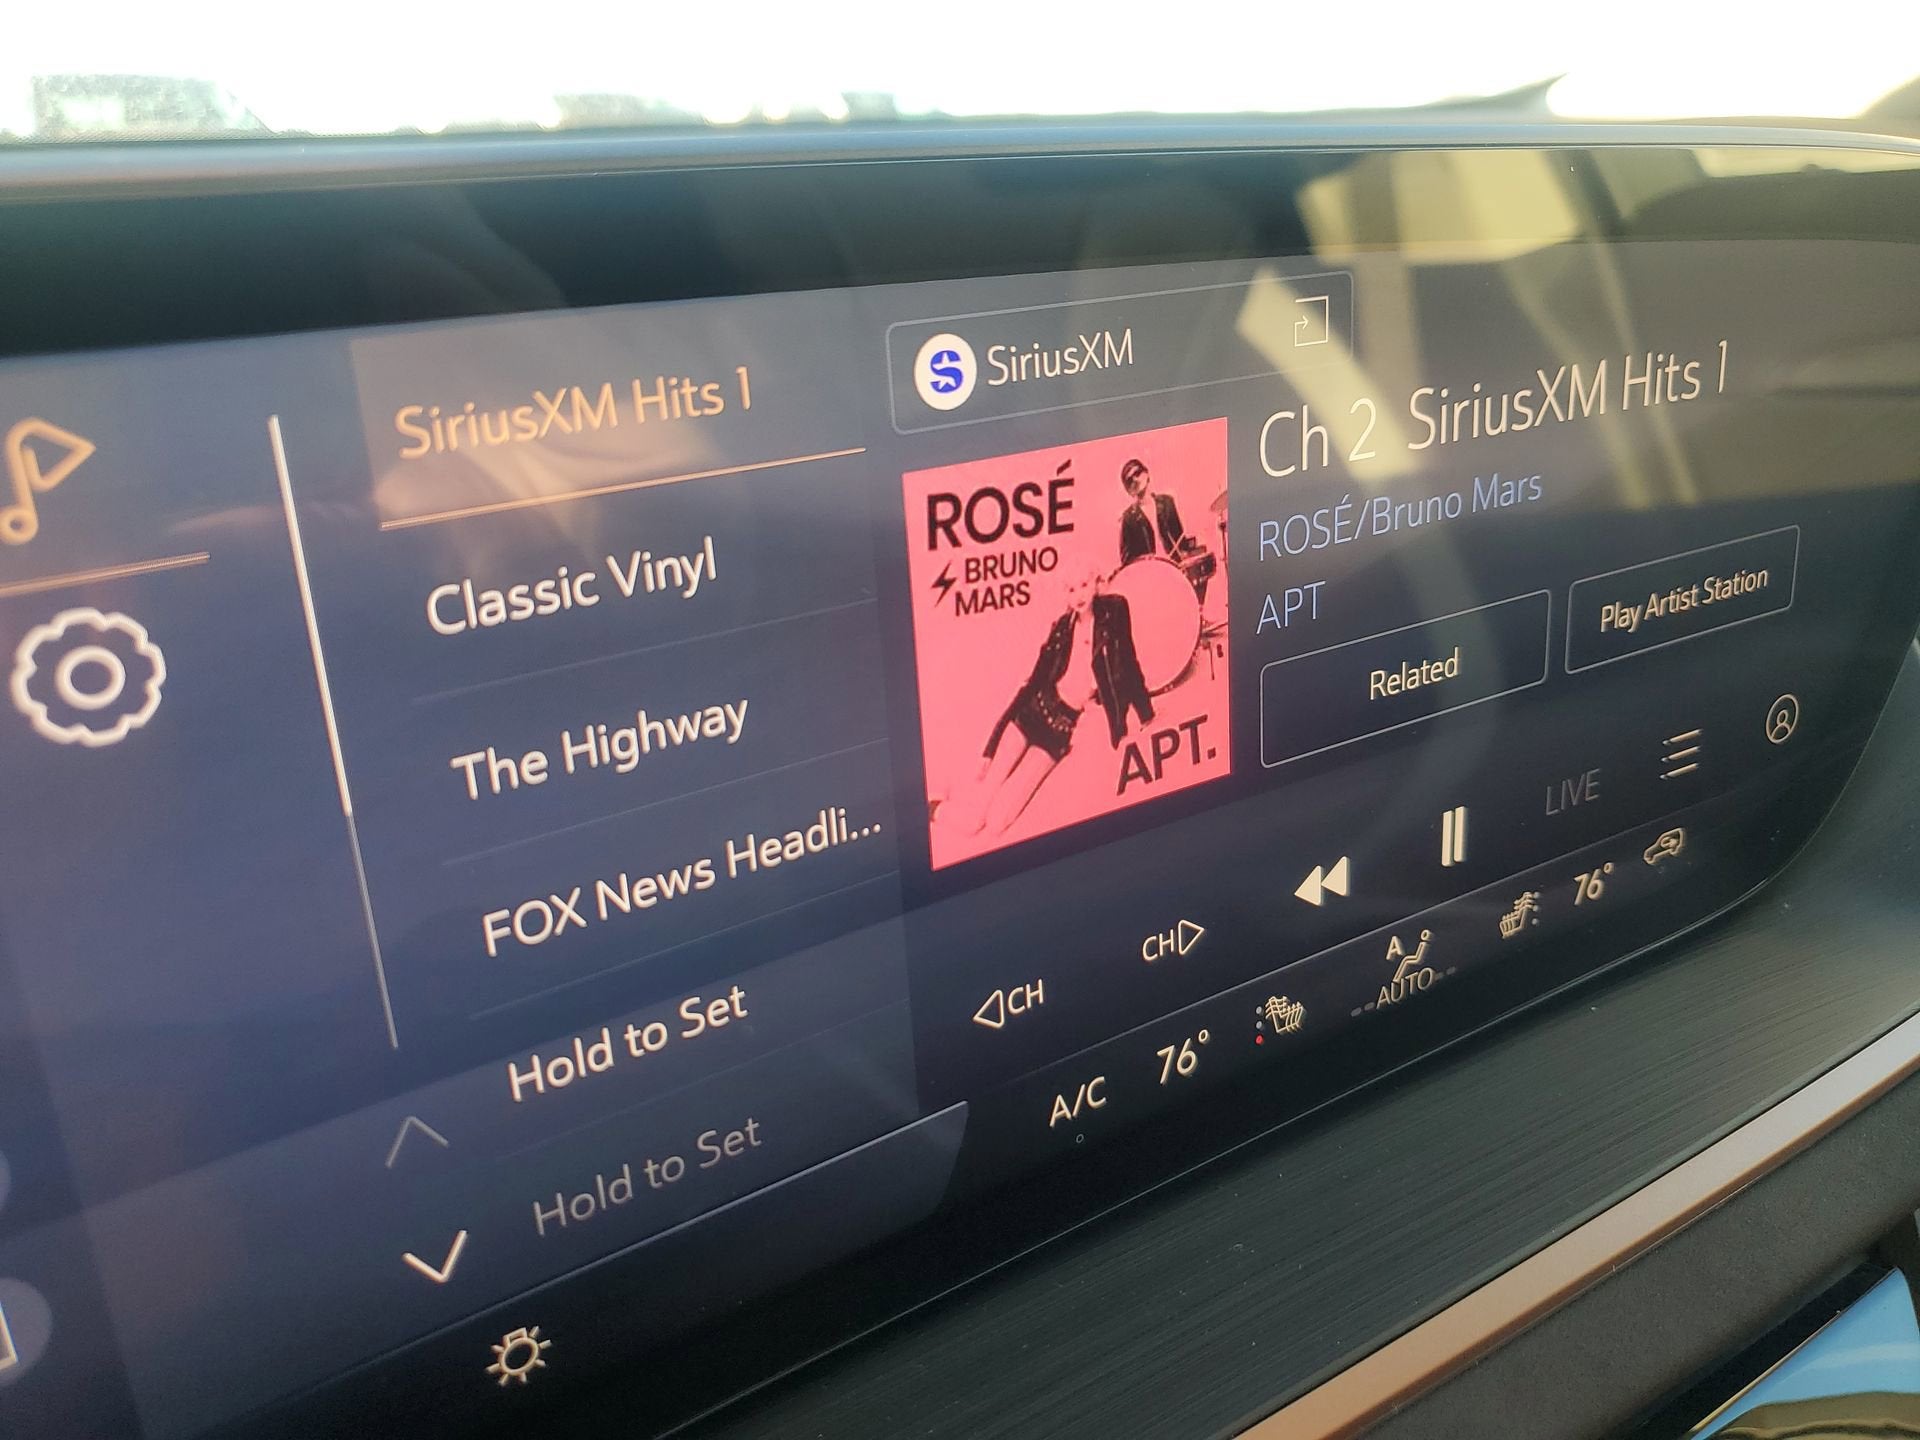 SiriusXM Hits 1
Classic Vinyl
The Highway
FOX News Headli...
Hold to Set
Hold to Set
S SiriusXM
ROSÉ
BRUNO
MARS
APT.
Ch 2 SiriusXM Hits 1
ROSÉ/Bruno Mars
APT
Related
Play Artist Station
CH
CH
LIVE
A/C
76°
A
AUTO
76°